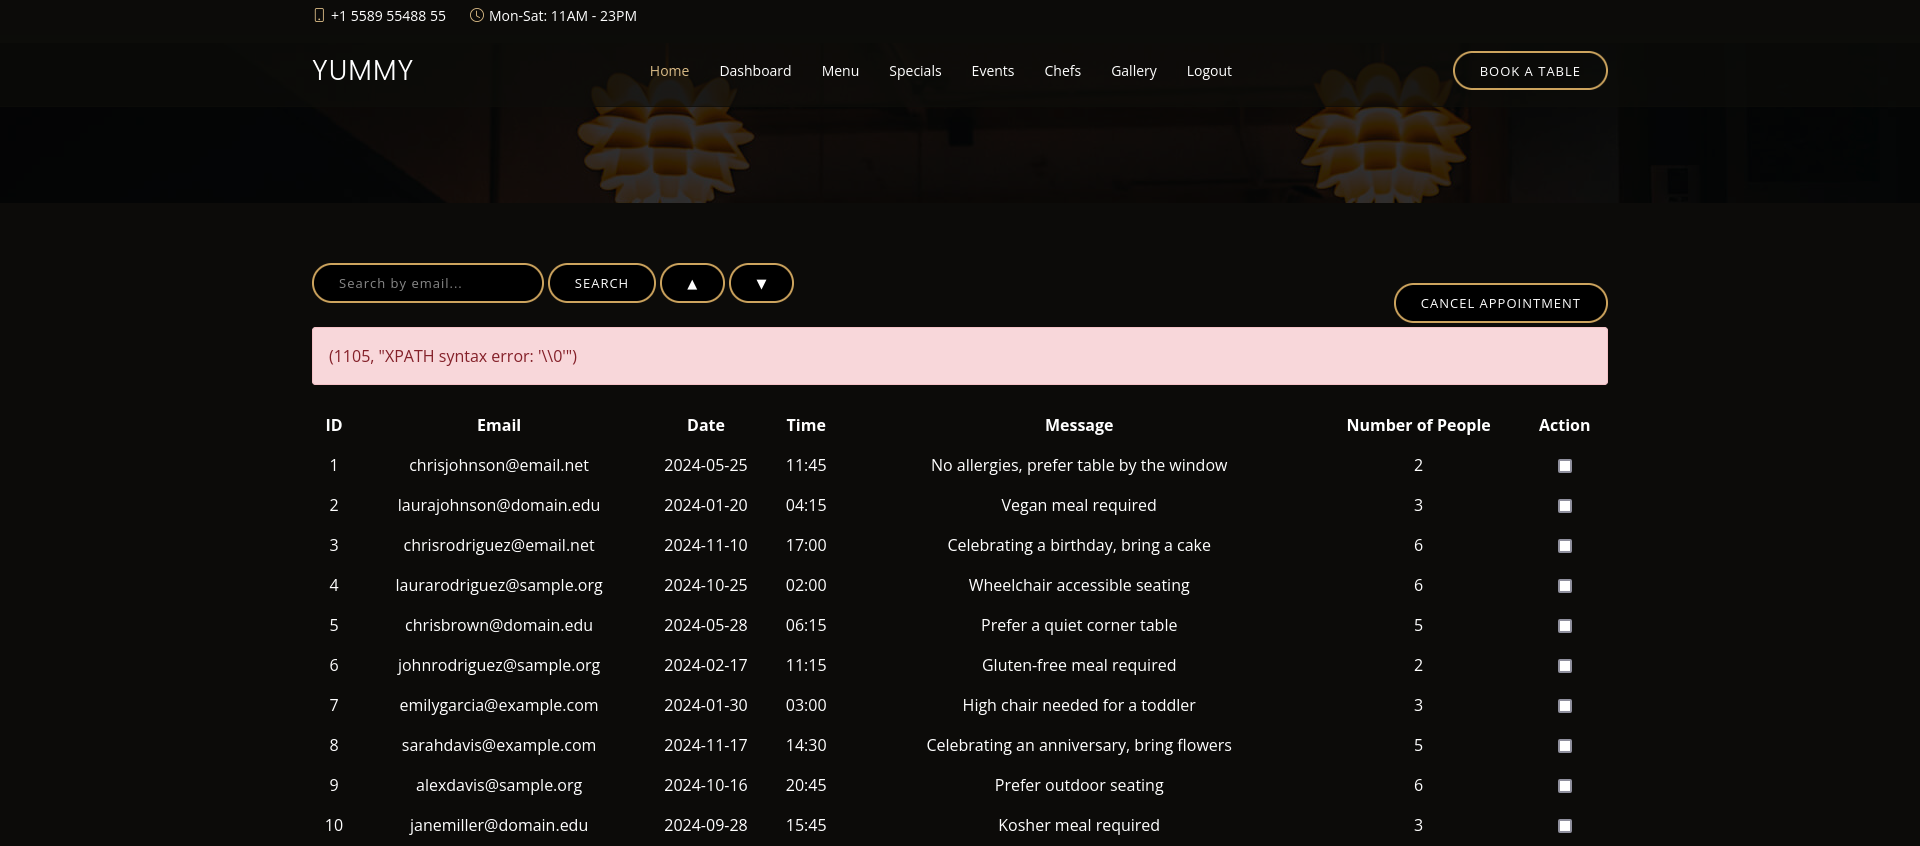 +1 5589 55488 55 Mon-Sat: 11AM - 23PM
YUMMY Home Dashboard Menu Specials Events Chefs Gallery Logout BOOK A TABLE
Search by email... SEARCH ▲ ▼
CANCEL APPOINTMENT
(1105, "XPATH syntax error: '\\0'")
ID Email Date Time Message Number of People Action
1 chrisjohnson@email.net 2024-05-25 11:45 No allergies, prefer table by the window 2
2 laurajohnson@domain.edu 2024-01-20 04:15 Vegan meal required 3
3 chrisrodriguez@email.net 2024-11-10 17:00 Celebrating a birthday, bring a cake 6
4 laurarodriguez@sample.org 2024-10-25 02:00 Wheelchair accessible seating 6
5 chrisbrown@domain.edu 2024-05-28 06:15 Prefer a quiet corner table 5
6 johnrodriguez@sample.org 2024-02-17 11:15 Gluten-free meal required 2
7 emilygarcia@example.com 2024-01-30 03:00 High chair needed for a toddler 3
8 sarahdavis@example.com 2024-11-17 14:30 Celebrating an anniversary, bring flowers 5
9 alexdavis@sample.org 2024-10-16 20:45 Prefer outdoor seating 6
10 janemiller@domain.edu 2024-09-28 15:45 Kosher meal required 3